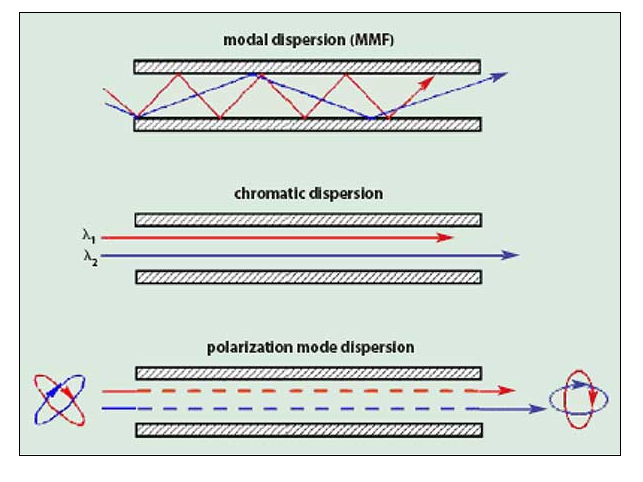 modal dispersion (MMF)
chromatic dispersion
λ1
λ2
polarization mode dispersion